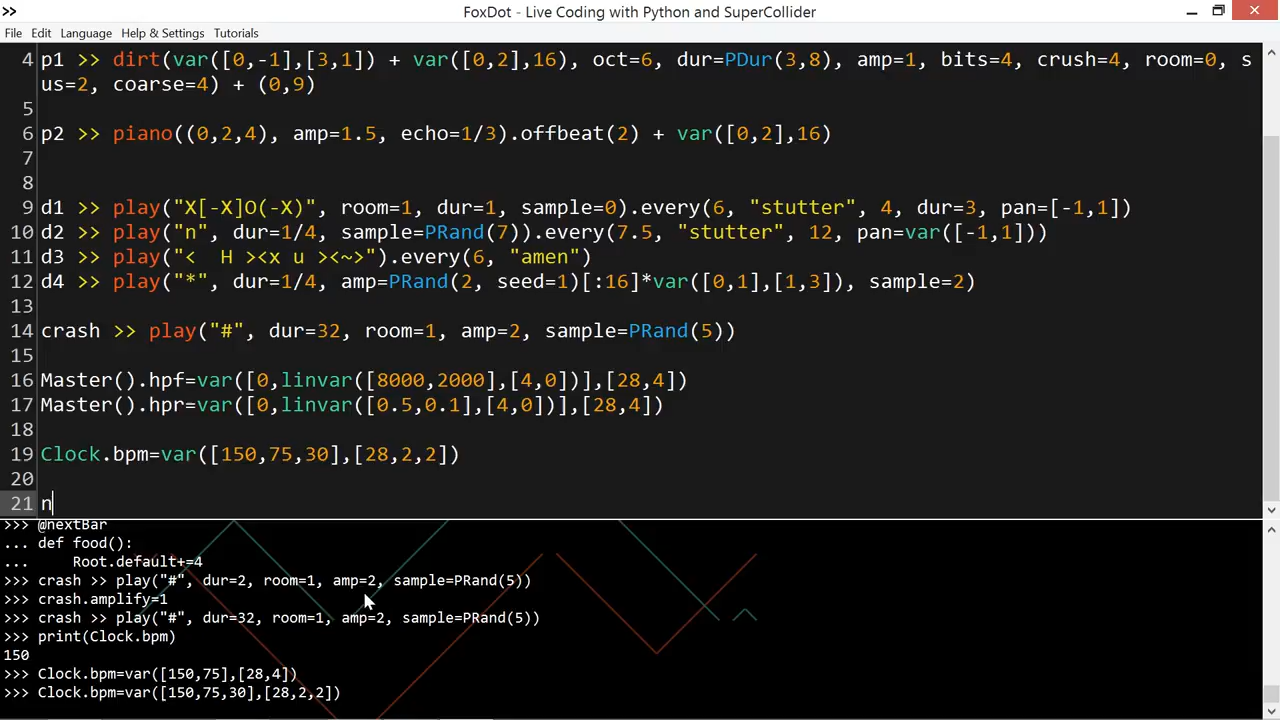 FoxDot - Live Coding with Python and SuperCollider
File Edit Language Help & Settings Tutorials
4 p1 >> dirt(var([0,-1],[3,1]) + var([0,2],16), oct=6, dur=PDur(3,8), amp=1, bits=4, crush=4, room=0, s
us=2, coarse=4) + (0,9)
5
6 p2 >> piano((0,2,4), amp=1.5, echo=1/3).offbeat(2) + var([0,2],16)
7
8
9 d1 >> play("X[-X]O(-X)", room=1, dur=1, sample=0).every(6, "stutter", 4, dur=3, pan=[-1,1])
10 d2 >> play("n", dur=1/4, sample=PRand(7)).every(7.5, "stutter", 12, pan=var([-1,1]))
11 d3 >> play("<  H ><x u ><~>").every(6, "amen")
12 d4 >> play("*", dur=1/4, amp=PRand(2, seed=1)[:16]*var([0,1],[1,3]), sample=2)
13
14 crash >> play("#", dur=32, room=1, amp=2, sample=PRand(5))
15
16 Master().hpf=var([0,linvar([8000,2000],[4,0])],[28,4])
17 Master().hpr=var([0,linvar([0.5,0.1],[4,0])],[28,4])
18
19 Clock.bpm=var([150,75,30],[28,2,2])
20
21 n
>>> @nextBar
... def food():
...     Root.default+=4
>>> crash >> play("#", dur=2, room=1, amp=2, sample=PRand(5))
>>> crash.amplify=1
>>> crash >> play("#", dur=32, room=1, amp=2, sample=PRand(5))
>>> print(Clock.bpm)
150
>>> Clock.bpm=var([150,75],[28,4])
>>> Clock.bpm=var([150,75,30],[28,2,2])